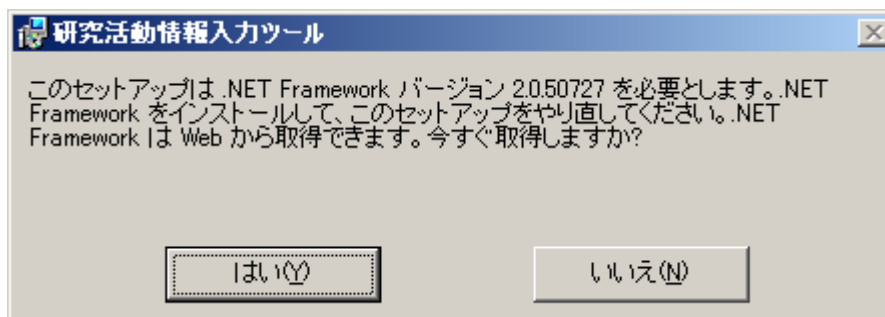 研究活動情報入力ツール
このセットアップは .NET Framework バージョン 2.0.50727 を必要とします。.NET
Framework をインストールして、このセットアップをやり直してください。.NET
Framework は Web から取得できます。今すぐ取得しますか?
はい(Y)
いいえ(N)